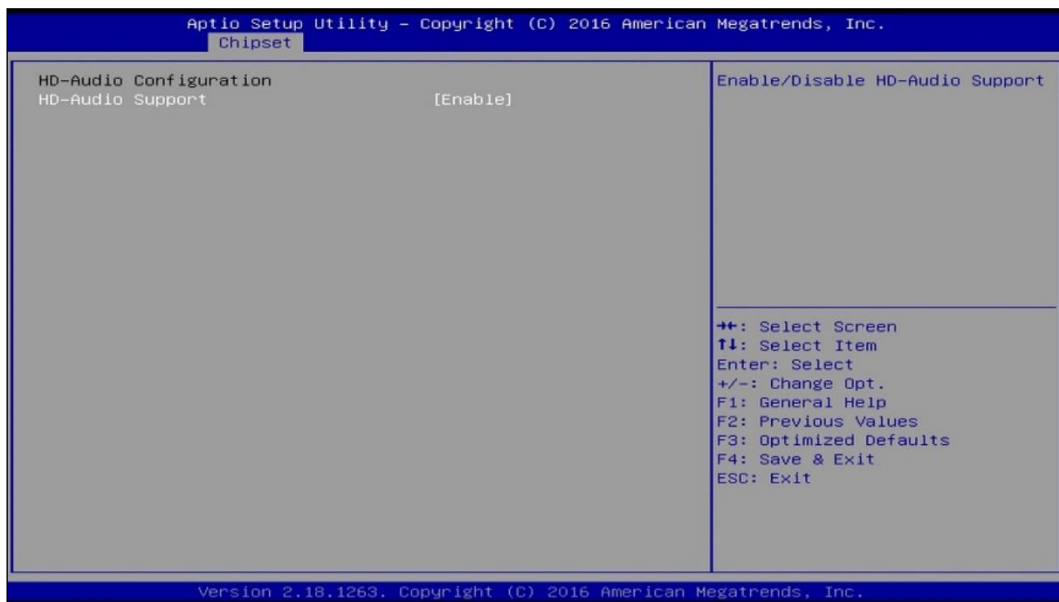 Aptio Setup Utility – Copyright (C) 2016 American Megatrends, Inc.
Chipset
HD-Audio Configuration
HD-Audio Support [Enable]
Enable/Disable HD-Audio Support
→←: Select Screen
↑↓: Select Item
Enter: Select
+/-: Change Opt.
F1: General Help
F2: Previous Values
F3: Optimized Defaults
F4: Save & Exit
ESC: Exit
Version 2.18.1263. Copyright (C) 2016 American Megatrends, Inc.